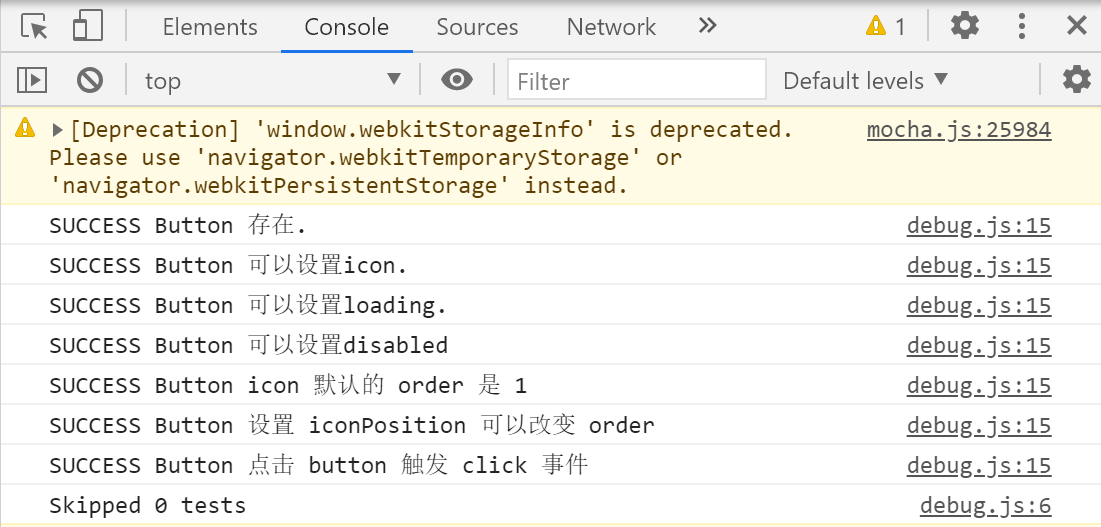 Elements Console Sources Network » 1
top Filter Default levels
[Deprecation] 'window.webkitStorageInfo' is deprecated. mocha.js:25984
Please use 'navigator.webkitTemporaryStorage' or
'navigator.webkitPersistentStorage' instead.
SUCCESS Button 存在. debug.js:15
SUCCESS Button 可以设置icon. debug.js:15
SUCCESS Button 可以设置loading. debug.js:15
SUCCESS Button 可以设置disabled debug.js:15
SUCCESS Button icon 默认的 order 是 1 debug.js:15
SUCCESS Button 设置 iconPosition 可以改变 order debug.js:15
SUCCESS Button 点击 button 触发 click 事件 debug.js:15
Skipped 0 tests debug.js:6